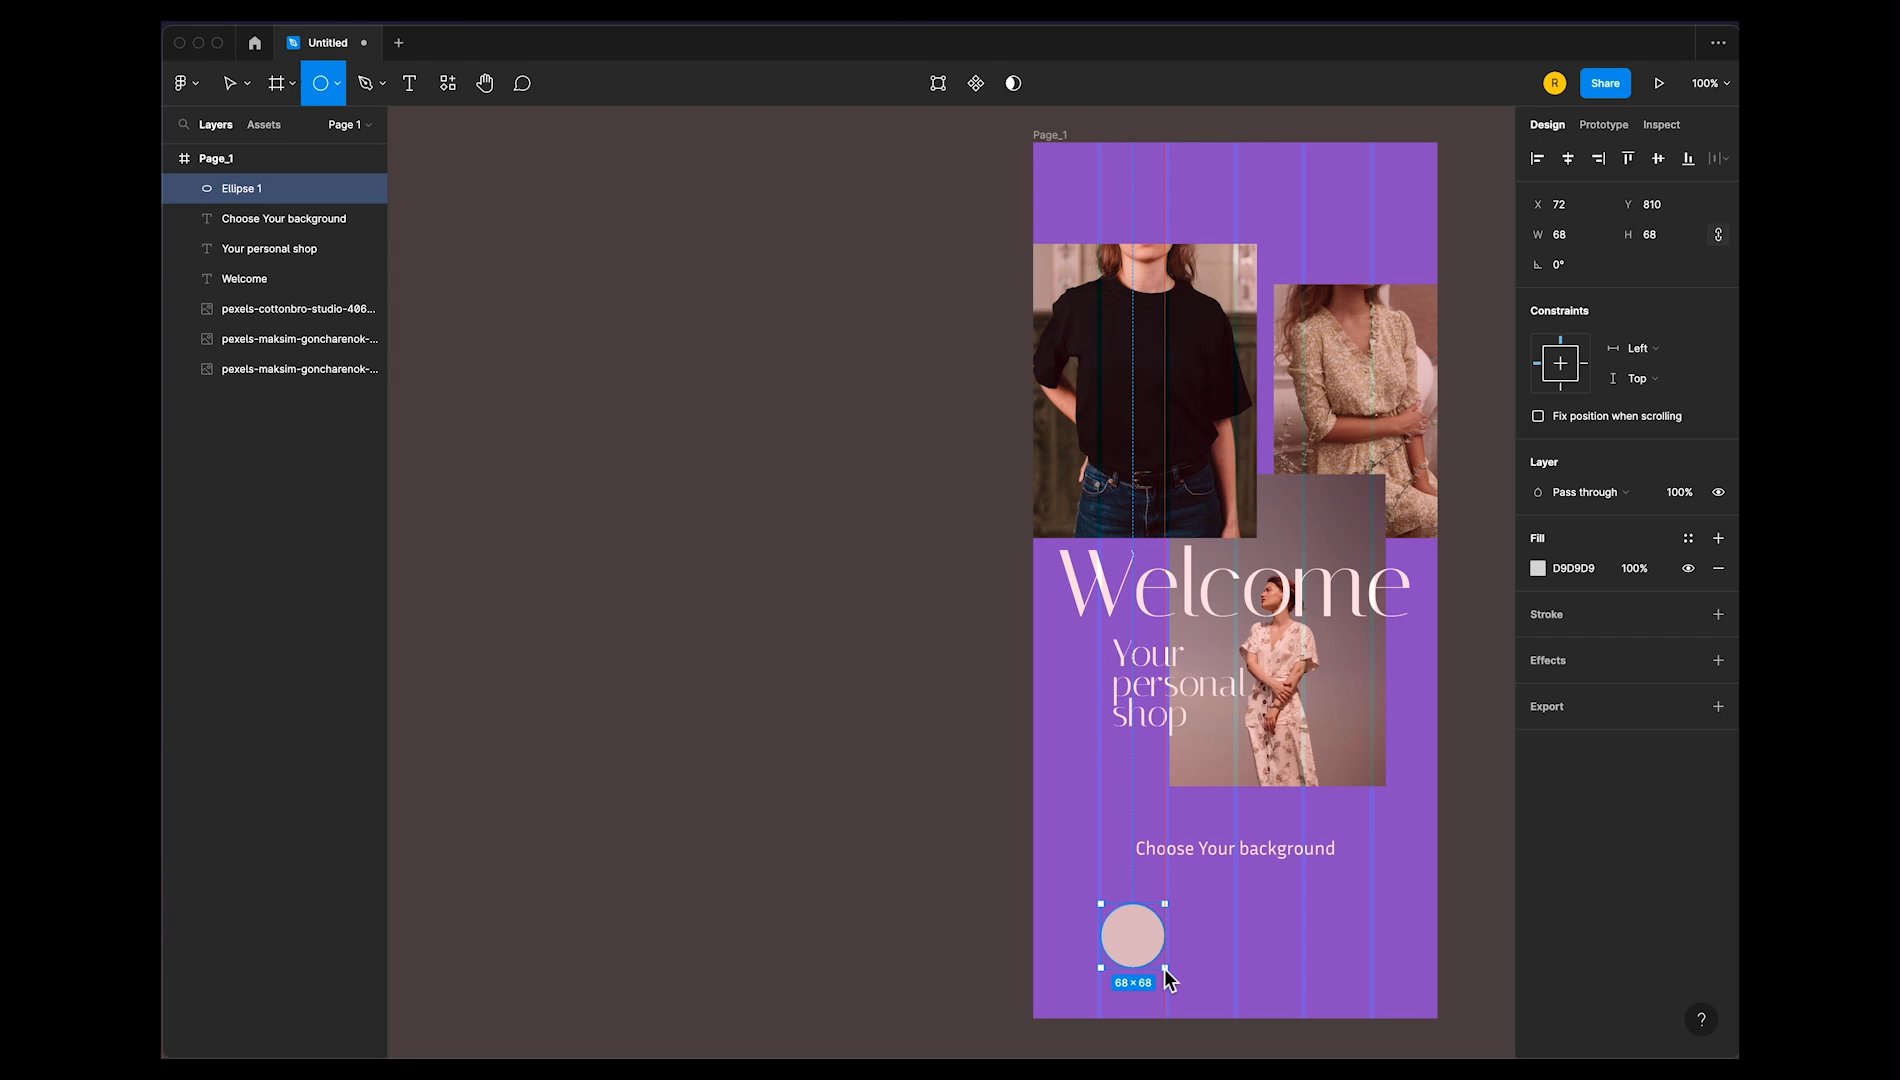 Untitled
R
Share
100%
Layers
Assets
Page 1
Page_1
Ellipse 1
Choose Your background
Your personal shop
Welcome
pexels-cottonbro-studio-406...
pexels-maksim-goncharenok-...
pexels-maksim-goncharenok-...
Page_1
Welcome
Your
personal
shop
Choose Your background
68 × 68
Design
Prototype
Inspect
X 72
Y 810
W 68
H 68
0°
Constraints
Left
Top
Fix position when scrolling
Layer
Pass through
100%
Fill
D9D9D9
100%
Stroke
Effects
Export
?